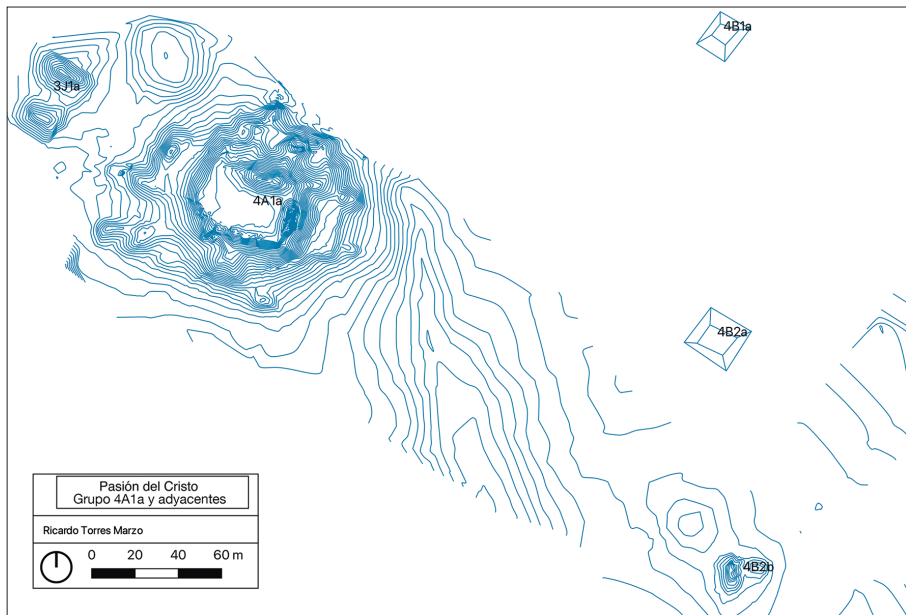 4B1a
3J1a
4A1a
4B2a
Pasión del Cristo
Grupo 4A1a y adyacentes
Ricardo Torres Marzo
0 20 40 60 m
4B2b